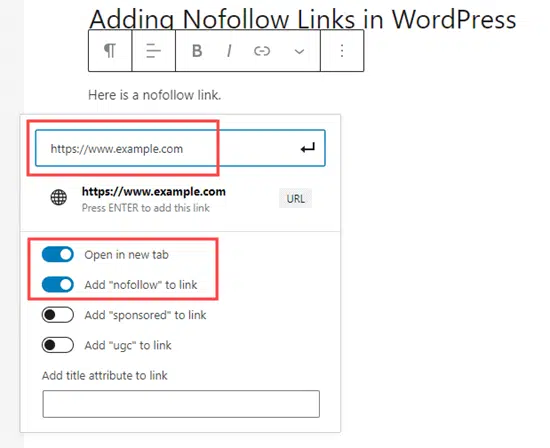 Adding Nofollow Links in WordPress
B I
Here is a nofollow link.
https://www.example.com
https://www.example.com
Press ENTER to add this link
URL
Open in new tab
Add "nofollow" to link
Add "sponsored" to link
Add "ugc" to link
Add title attribute to link